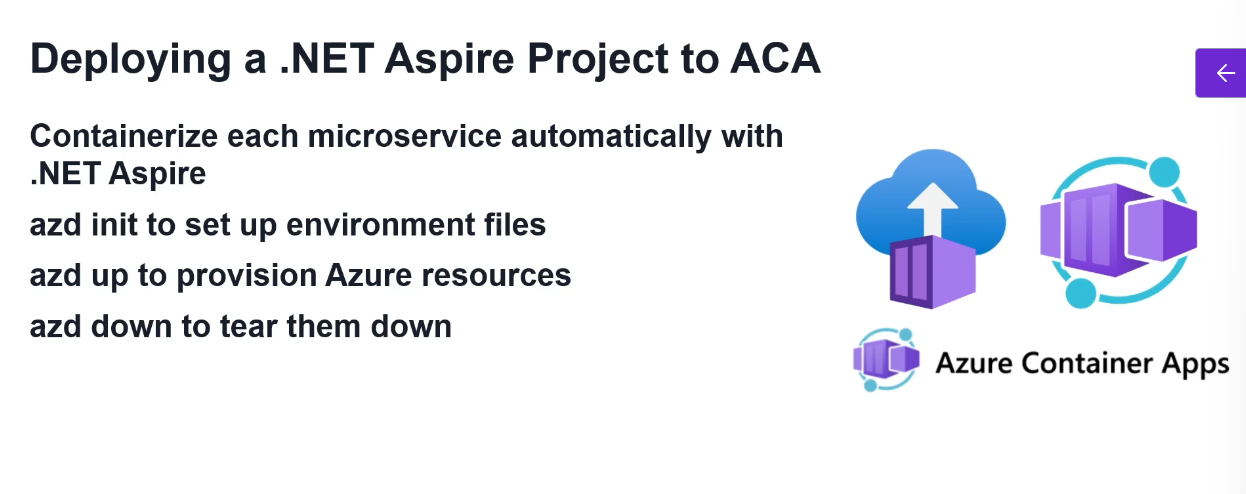 Deploying a .NET Aspire Project to ACA
Containerize each microservice automatically with
.NET Aspire
azd init to set up environment files
azd up to provision Azure resources
azd down to tear them down
Azure Container Apps